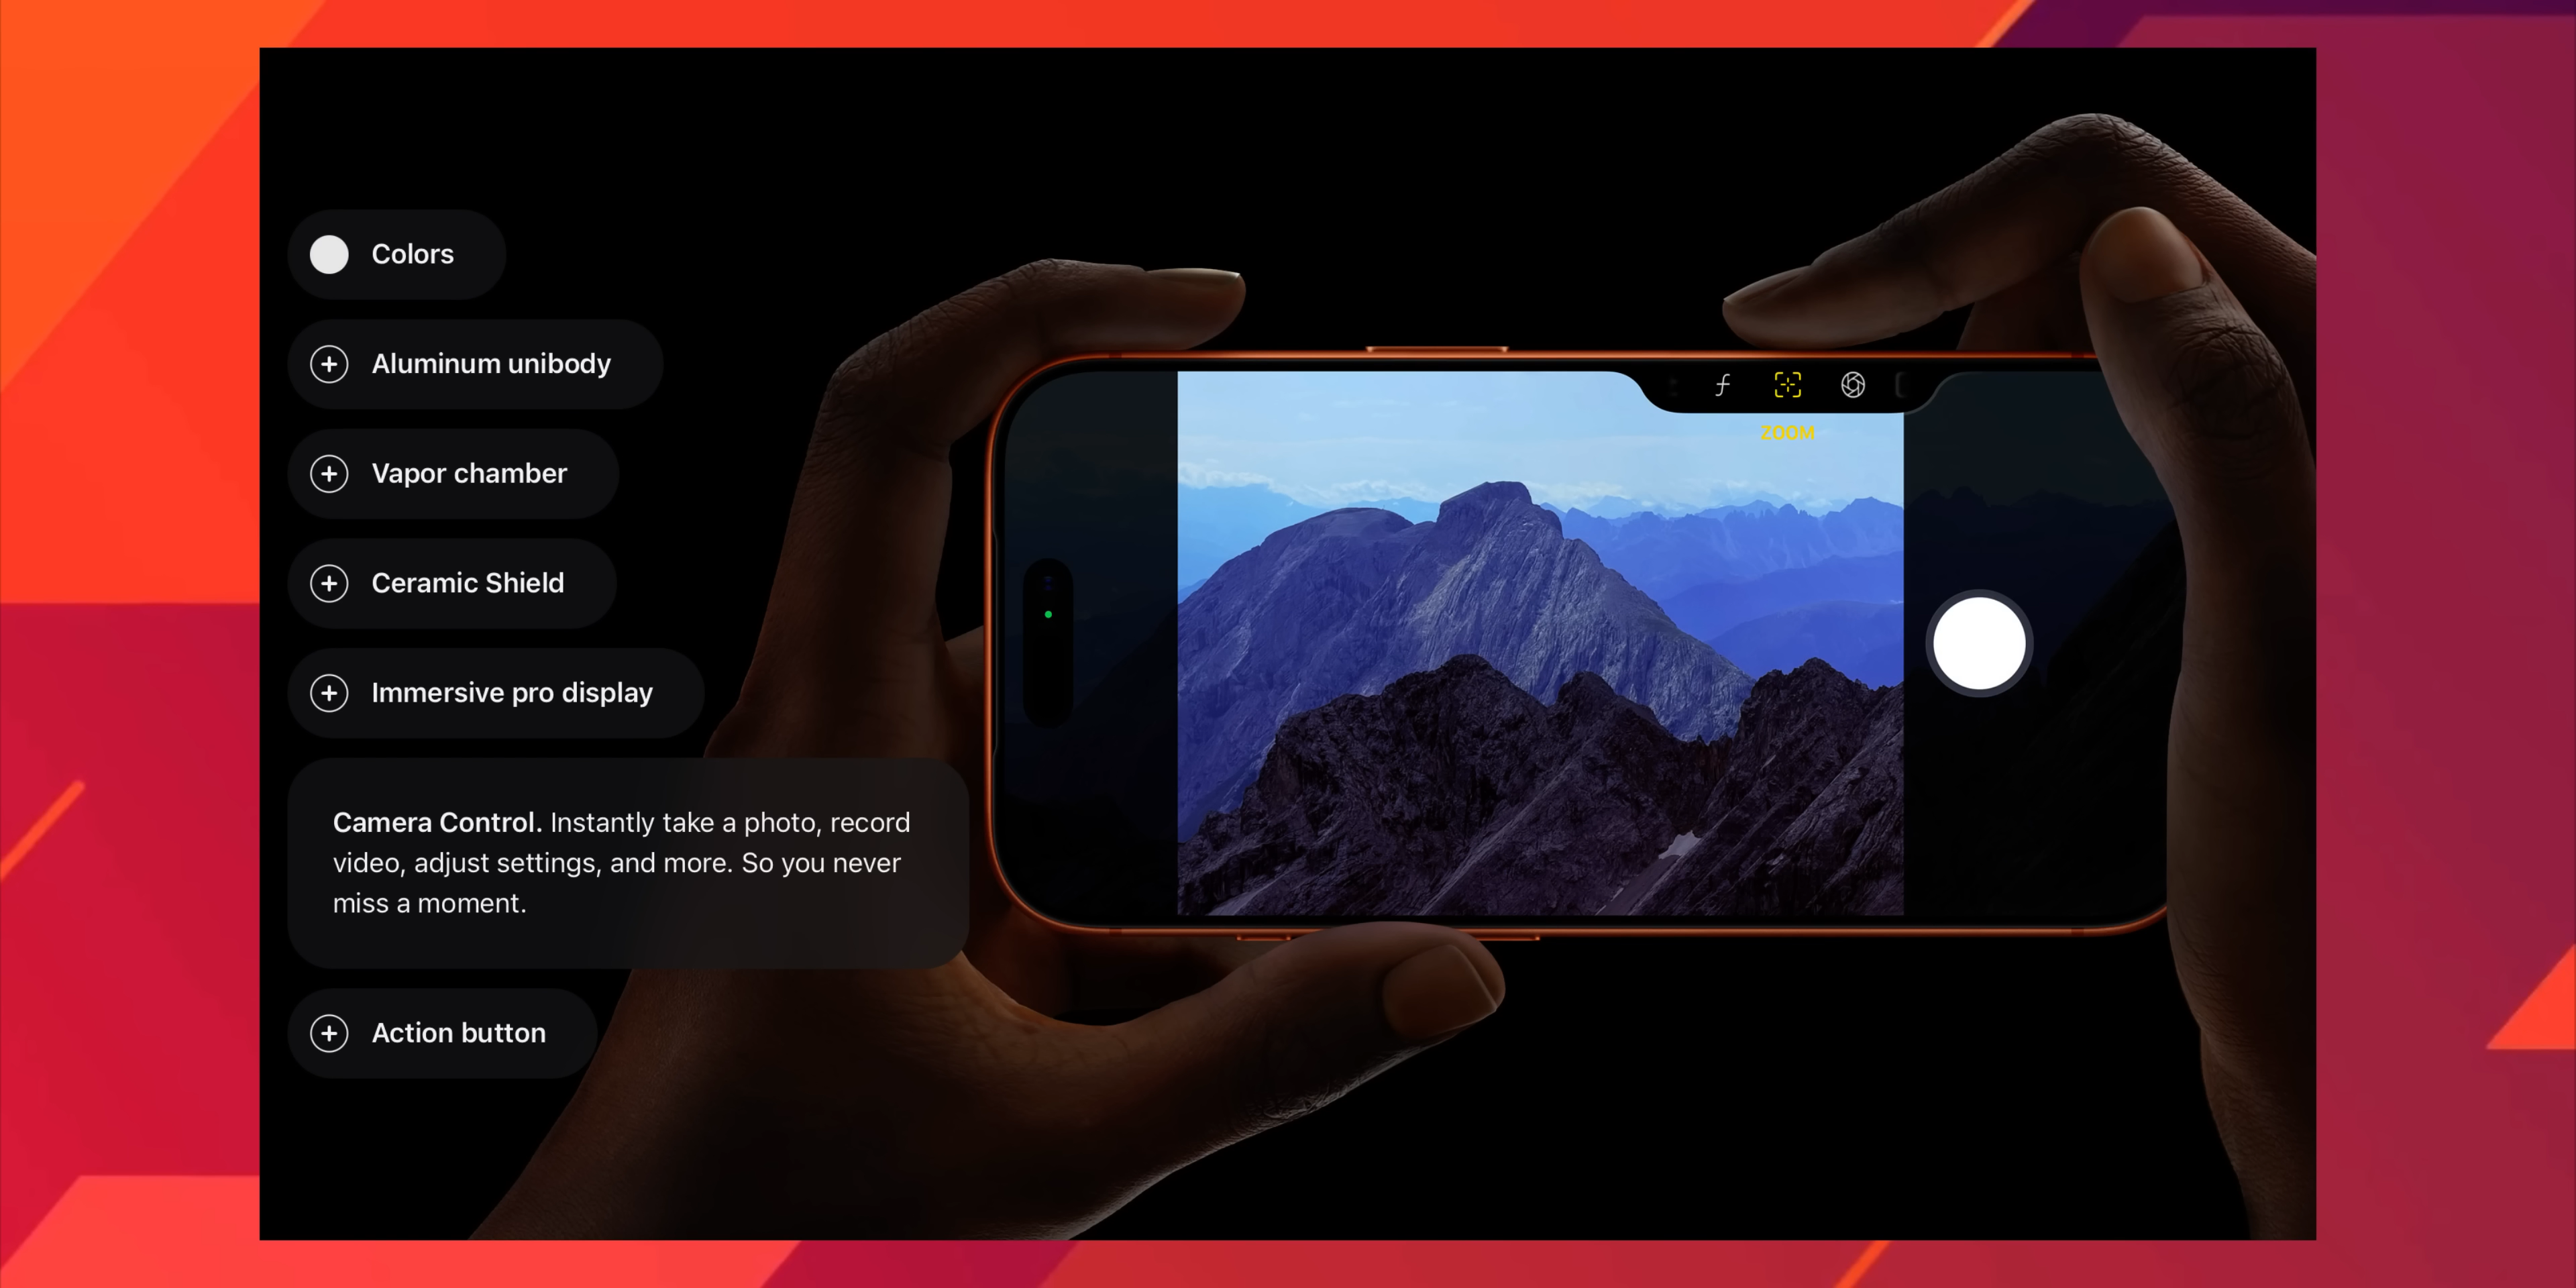 Colors
Aluminum unibody
Vapor chamber
Ceramic Shield
Immersive pro display
Camera Control. Instantly take a photo, record
video, adjust settings, and more. So you never
miss a moment.
Action button
ZOOM